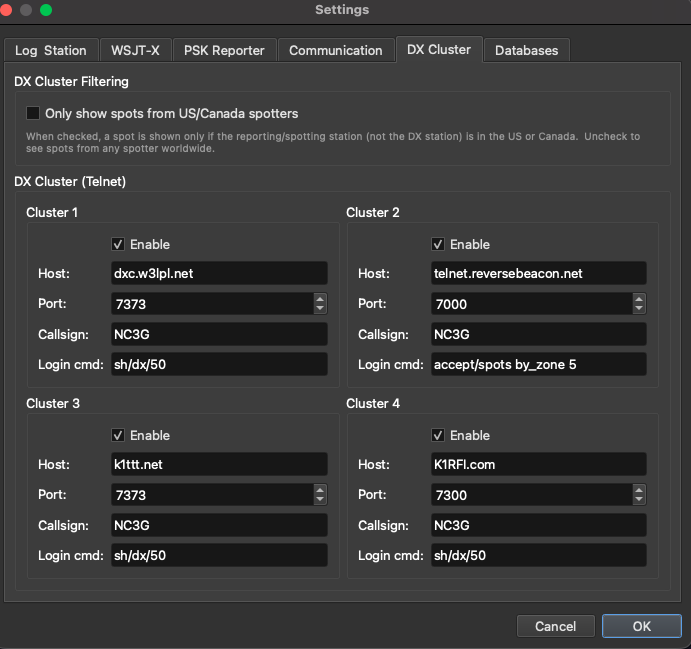 Settings
Log Station
WSJT-X
PSK Reporter
Communication
DX Cluster
Databases
DX Cluster Filtering
Only show spots from US/Canada spotters
When checked, a spot is shown only if the reporting/spotting station (not the DX station) is in the US or Canada. Uncheck to
see spots from any spotter worldwide.
DX Cluster (Telnet)
Cluster 1
Enable
Host: dxc.w3lpl.net
Port: 7373
Callsign: NC3G
Login cmd: sh/dx/50
Cluster 2
Enable
Host: telnet.reversebeacon.net
Port: 7000
Callsign: NC3G
Login cmd: accept/spots by_zone 5
Cluster 3
Enable
Host: k1ttt.net
Port: 7373
Callsign: NC3G
Login cmd: sh/dx/50
Cluster 4
Enable
Host: K1RFI.com
Port: 7300
Callsign: NC3G
Login cmd: sh/dx/50
Cancel
OK